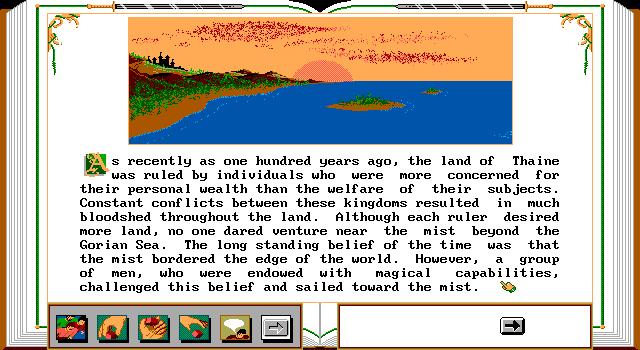 As recently as one hundred years ago, the land of Thaine
was ruled by individuals who were more concerned for
their personal wealth than the welfare of their subjects.
Constant conflicts between these kingdoms resulted in much
bloodshed throughout the land. Although each ruler desired
more land, no one dared venture near the mist beyond the
Gorian Sea. The long standing belief of the time was that
the mist bordered the edge of the world. However, a group
of men, who were endowed with magical capabilities,
challenged this belief and sailed toward the mist.